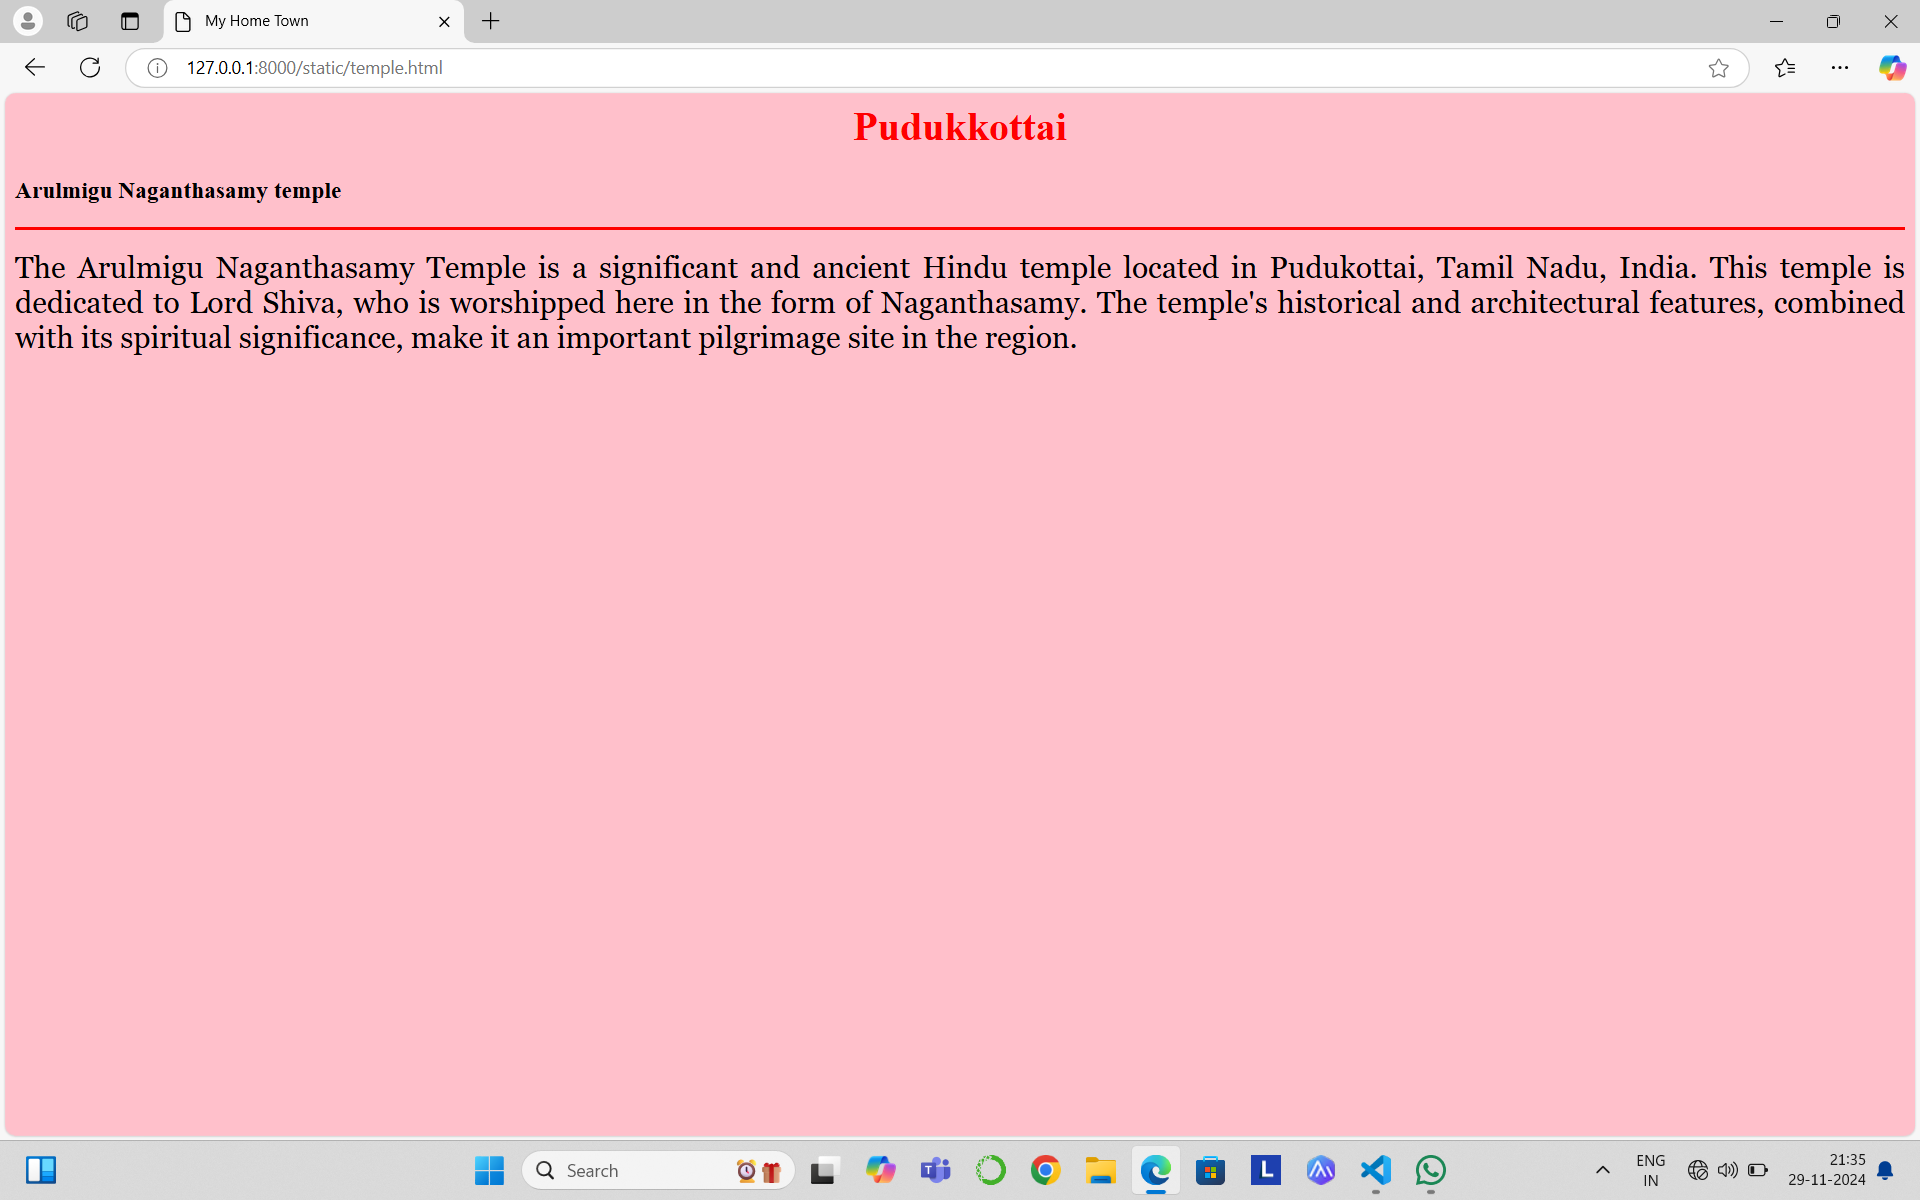 My Home Town
127.0.0.1:8000/static/temple.html
Pudukkottai
Arulmigu Naganthasamy temple
The Arulmigu Naganthasamy Temple is a significant and ancient Hindu temple located in Pudukottai, Tamil Nadu, India. This temple is
dedicated to Lord Shiva, who is worshipped here in the form of Naganthasamy. The temple's historical and architectural features, combined
with its spiritual significance, make it an important pilgrimage site in the region.
Search
L
ENG
IN
21:35
29-11-2024